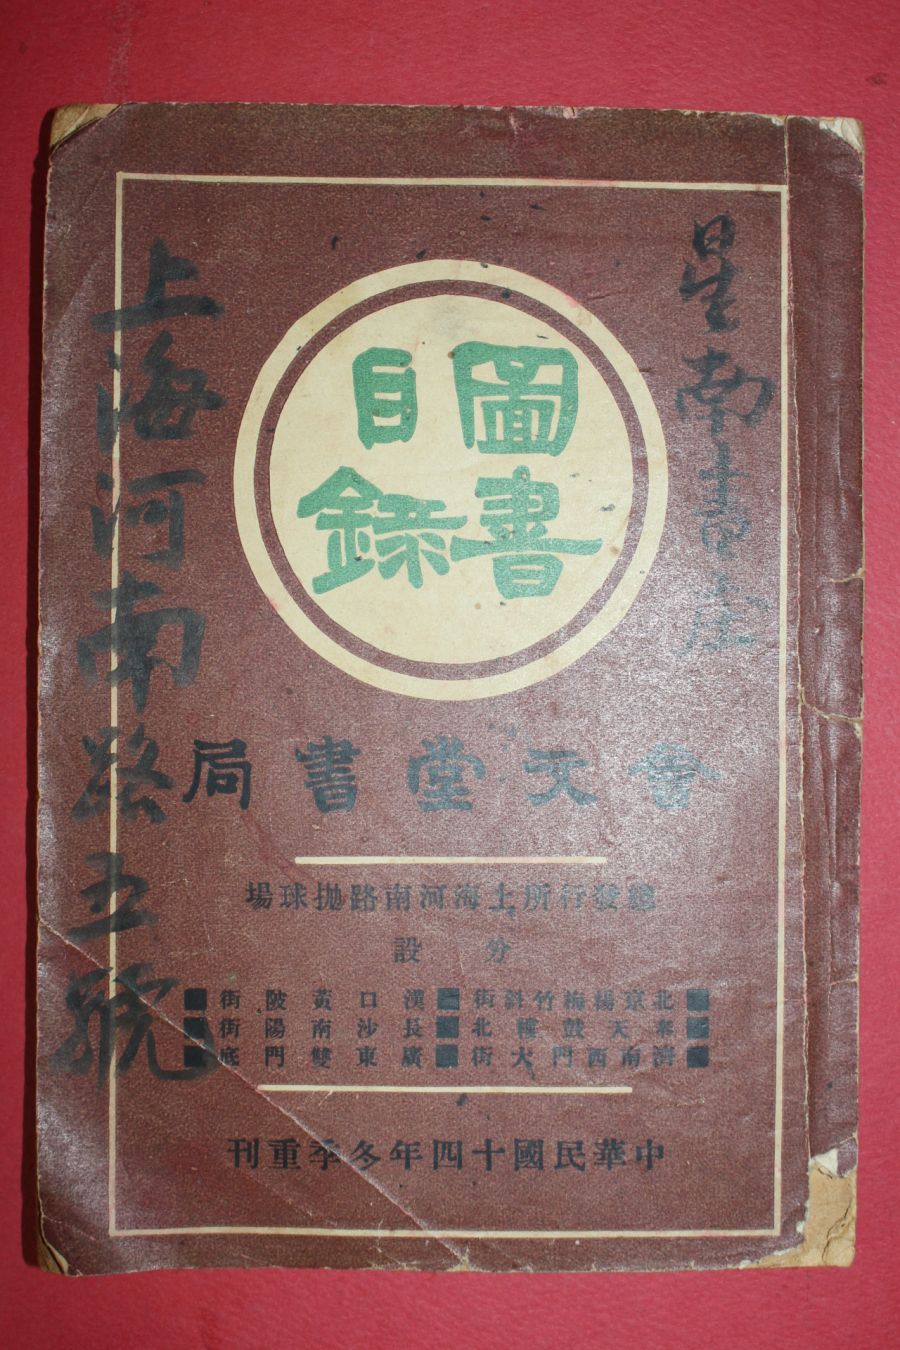 圖書
目錄
會文堂書局
總發行所上海河南路拋球場
分設
北京楊梅竹斜街
漢口黃陂街
奉天鼓樓北
長沙南陽街
濟南西門大街
廣東雙門底
中華民國十四年冬季重刊
星南書庄
上海河南路五號